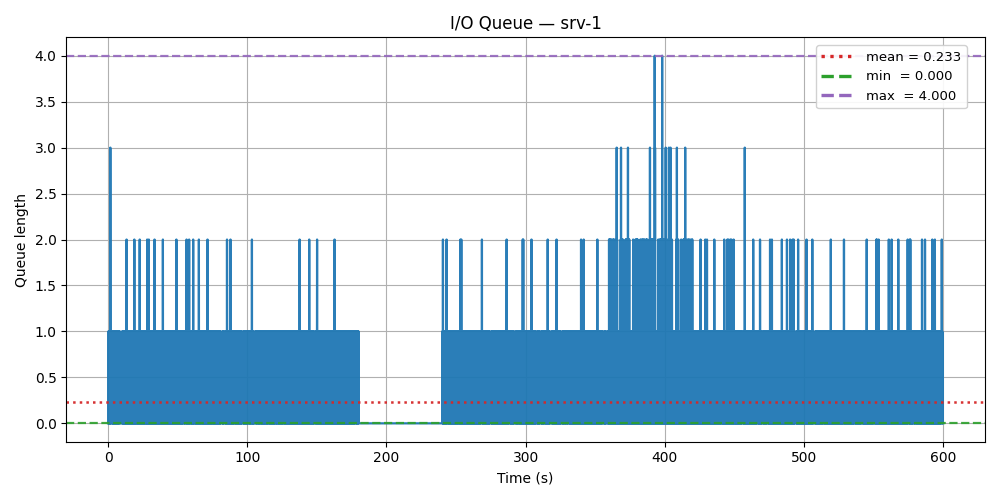 I/O Queue — srv-1
mean = 0.233
min  = 0.000
max  = 4.000
Queue length
4.0
3.5
3.0
2.5
2.0
1.5
1.0
0.5
0.0
0 100 200 300 400 500 600
Time (s)